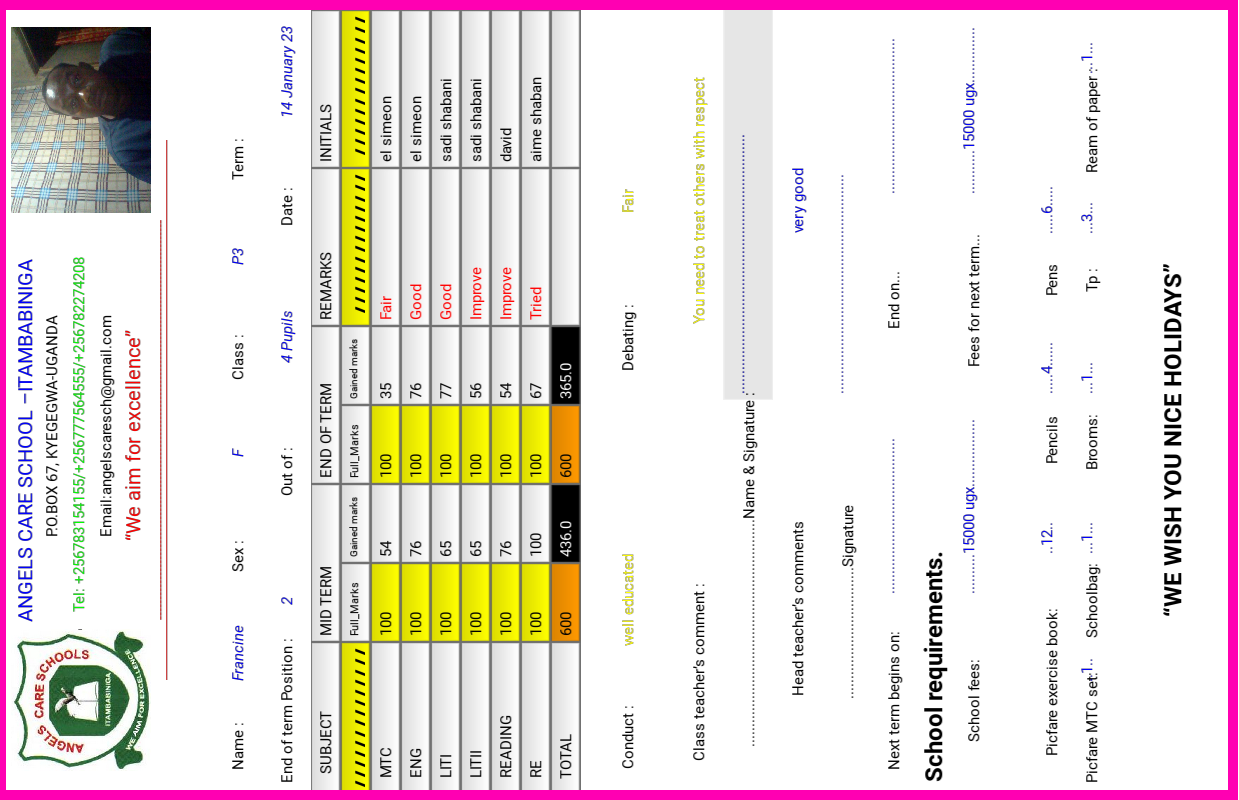 ANGELS CARE SCHOOLS
ITAMBABINIGA
WE AIM FOR EXCELLENCE
ANGELS CARE SCHOOL –ITAMBABINIGA
P.O.BOX 67, KYEGEGWA-UGANDA
Tel: +256783154155/+256777564555/+256782274208
Email:angelscaresch@gmail.com
“We aim for excellence”
Name : Francine Sex : F Class : P3 Term :
End of term Position : 2 Out of : 4 Pupils Date : 14 January 23
SUBJECT MID TERM END OF TERM REMARKS INITIALS
Full_Marks Gained marks Full_Marks Gained marks
MTC 100 54 100 35 Fair el simeon
ENG 100 76 100 76 Good el simeon
LITI 100 65 100 77 Good sadi shabani
LITII 100 65 100 56 Improve sadi shabani
READING 100 76 100 54 Improve david
RE 100 100 100 67 Tried aime shaban
TOTAL 600 436.0 600 365.0
Conduct : well educated Debating : Fair
Class teacher's comment : You need to treat others with respect
Name & Signature :
Head teacher's comments very good
Signature
Next term begins on: End on...
School requirements.
School fees: 15000 ugx Fees for next term... 15000 ugx
Picfare exercise book: ..12.. Pencils ....4...... Pens .....6.....
Picfare MTC set:1.. Schoolbag: ...1... Brooms: ...1... Tp : ...3... Ream of paper :..1...
“WE WISH YOU NICE HOLIDAYS”